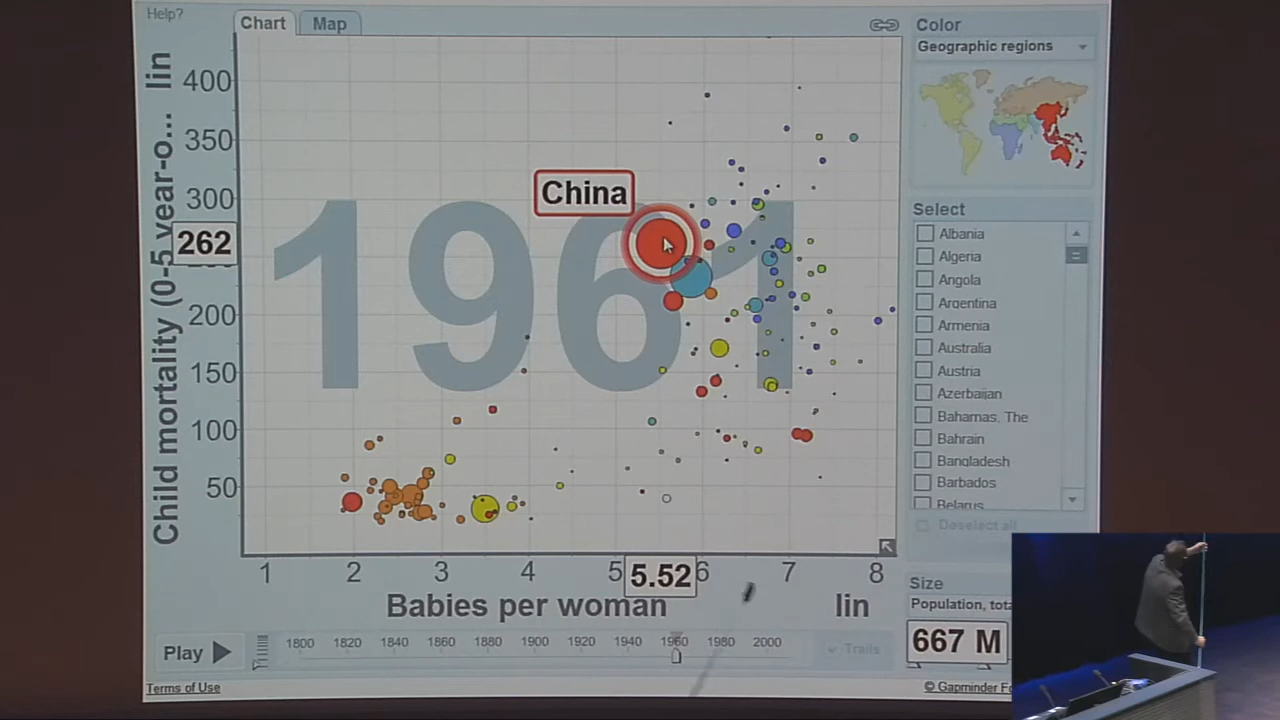 Help?
Chart
Map
Color
Geographic regions
Child mortality (0-5 year-o... lin
400
350
300
262
200
150
100
50
1961
China
Select
Albania
Algeria
Angola
Argentina
Armenia
Australia
Austria
Azerbaijan
Bahamas, The
Bahrain
Bangladesh
Barbados
Belarus
Deselect all
1 2 3 4 5 5.52 6 7 8
Babies per woman lin
Size
Population, tota
667 M
Play
1800 1820 1840 1860 1880 1900 1920 1940 1960 1980 2000
Trails
Terms of Use
© Gapminder Fo